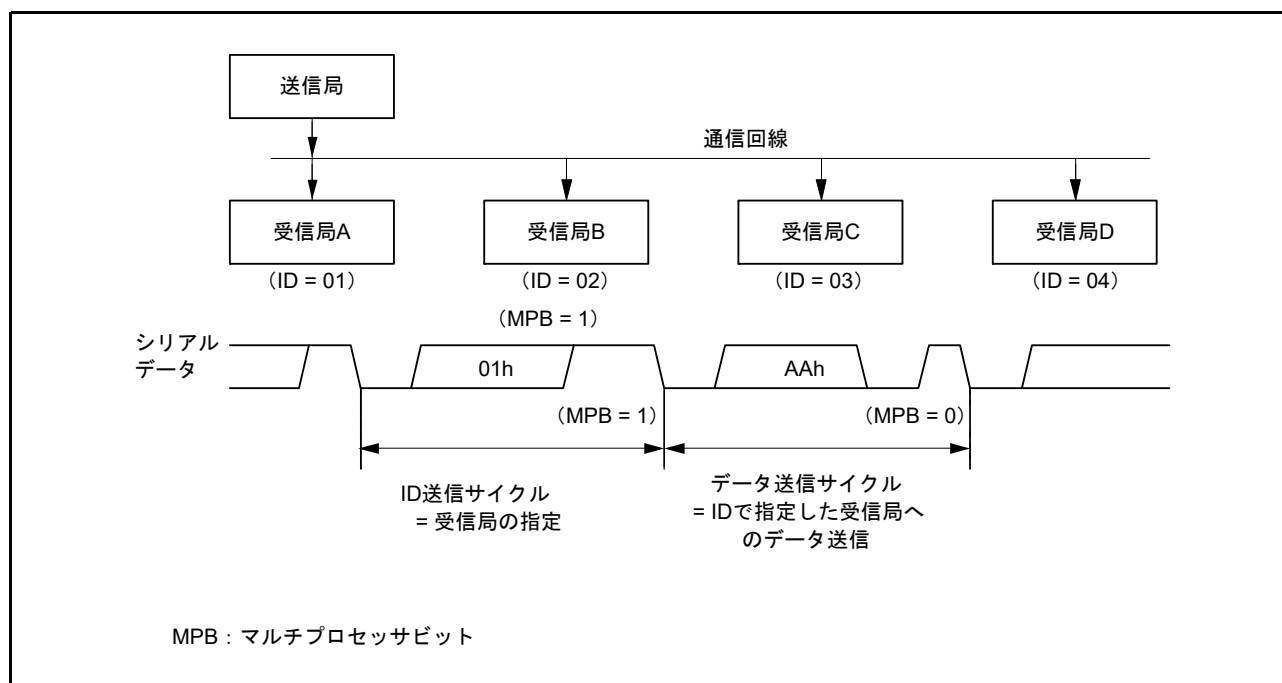 送信局
通信回線
受信局A
受信局B
受信局C
受信局D
（ID = 01）
（ID = 02）
（ID = 03）
（ID = 04）
（MPB = 1）
シリアル
データ
01h
AAh
（MPB = 1）
（MPB = 0）
ID送信サイクル
= 受信局の指定
データ送信サイクル
= IDで指定した受信局へ
のデータ送信
MPB：マルチプロセッサビット